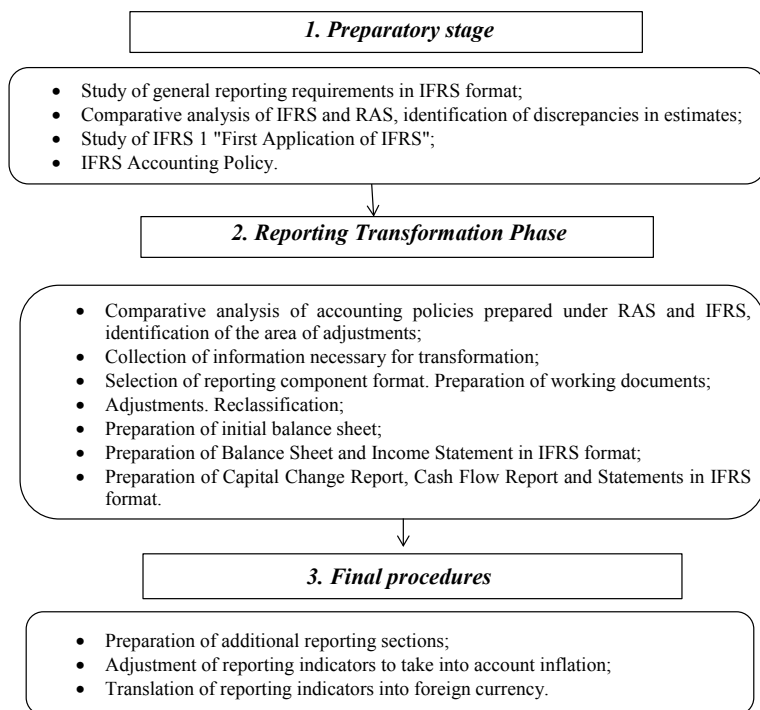 1. Preparatory stage
• Study of general reporting requirements in IFRS format;
• Comparative analysis of IFRS and RAS, identification of discrepancies in estimates;
• Study of IFRS 1 "First Application of IFRS";
• IFRS Accounting Policy.
2. Reporting Transformation Phase
• Comparative analysis of accounting policies prepared under RAS and IFRS,
identification of the area of adjustments;
• Collection of information necessary for transformation;
• Selection of reporting component format. Preparation of working documents;
• Adjustments. Reclassification;
• Preparation of initial balance sheet;
• Preparation of Balance Sheet and Income Statement in IFRS format;
• Preparation of Capital Change Report, Cash Flow Report and Statements in IFRS
format.
3. Final procedures
• Preparation of additional reporting sections;
• Adjustment of reporting indicators to take into account inflation;
• Translation of reporting indicators into foreign currency.